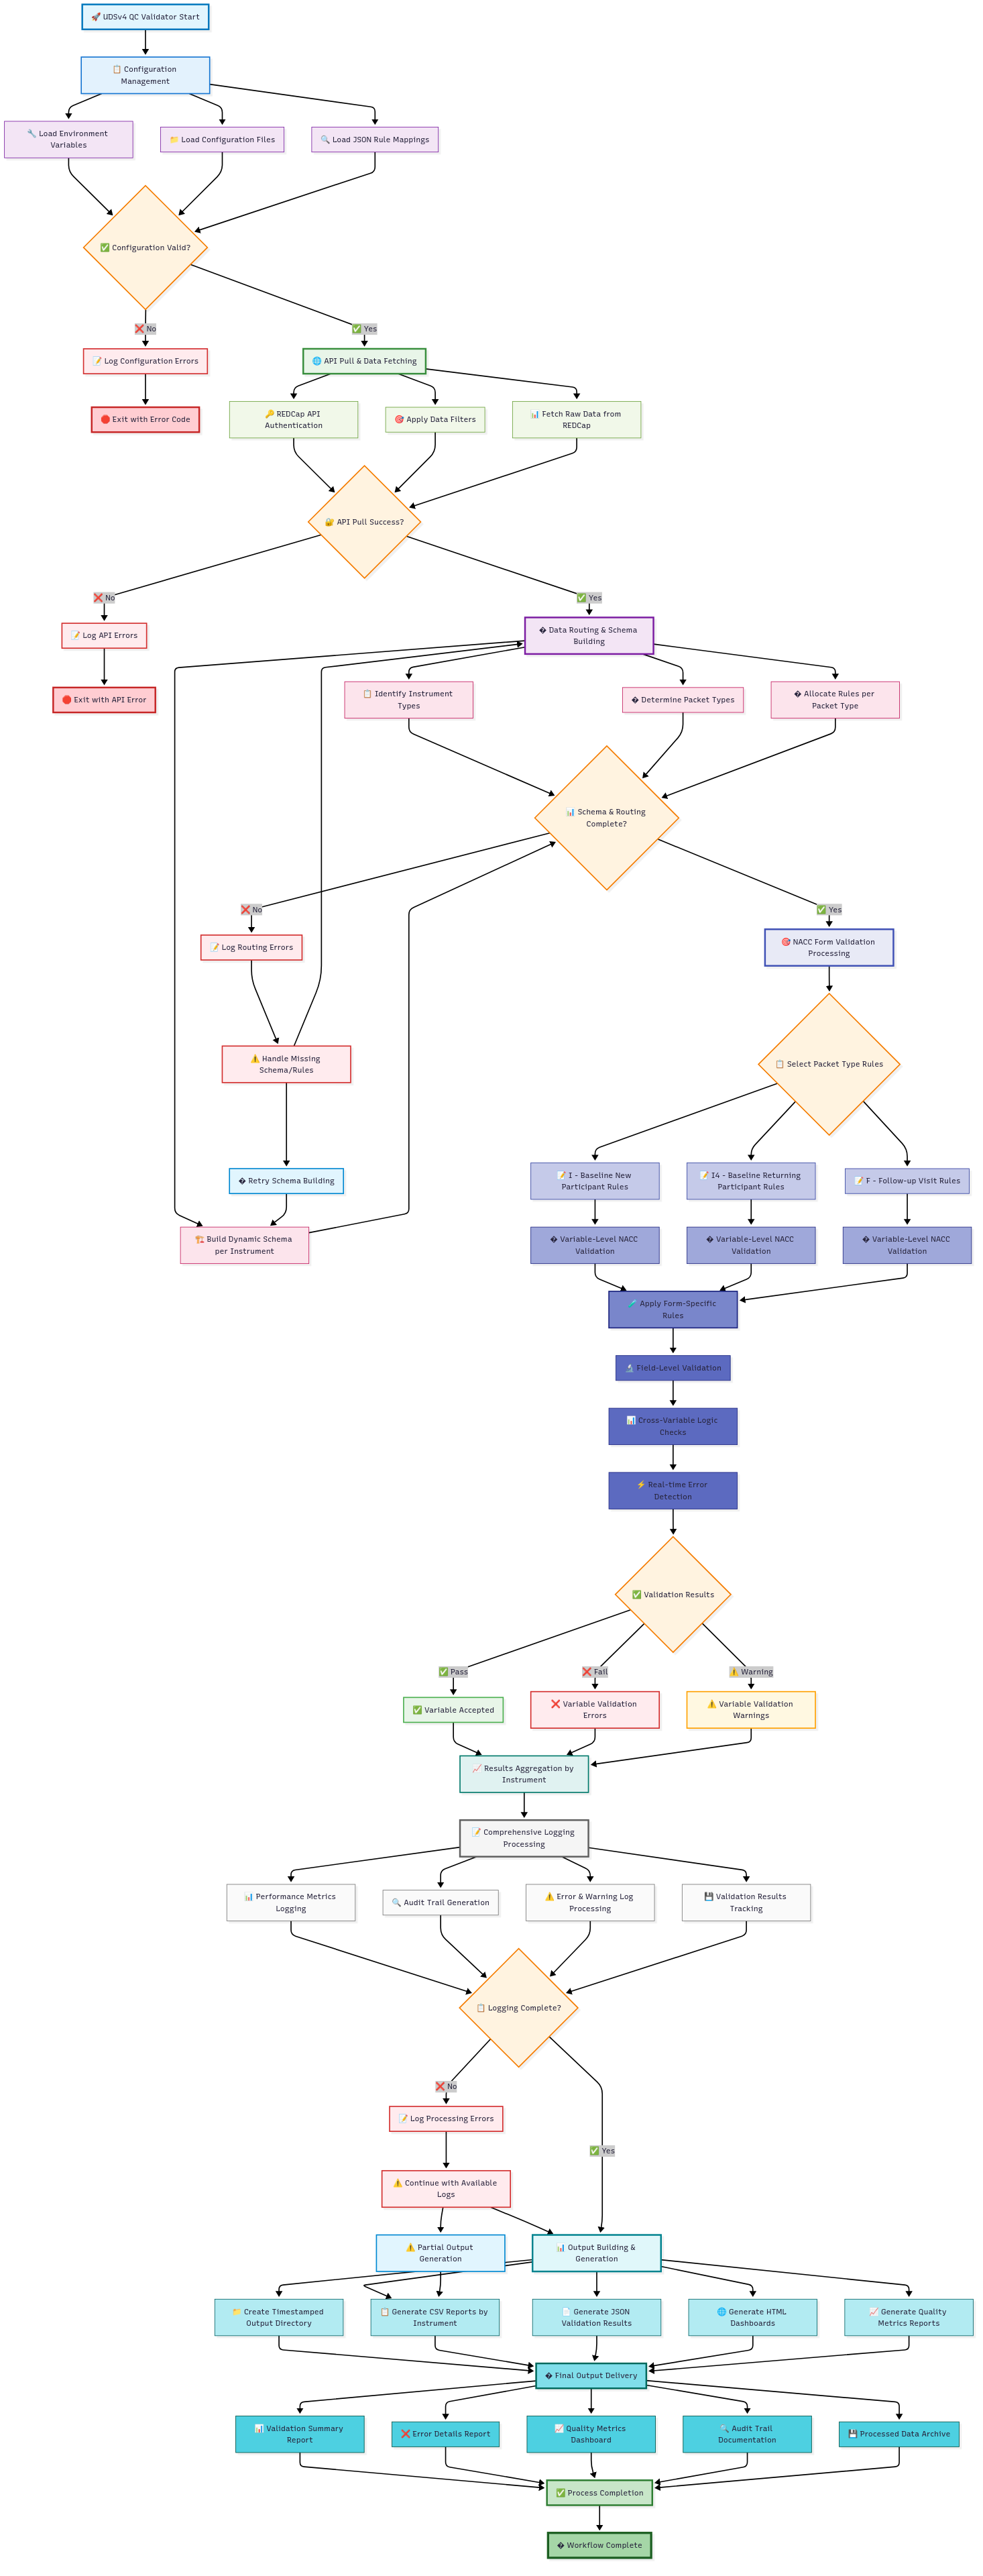 🚀 UDSv4 QC Validator Start
📋 Configuration
Management
🔧 Load Environment
Variables
📁 Load Configuration Files
🔍 Load JSON Rule Mappings
✅ Configuration Valid?
❌ No
✅ Yes
📝 Log Configuration Errors
🌐 API Pull & Data Fetching
🛑 Exit with Error Code
🔑 REDCap API
Authentication
🎯 Apply Data Filters
📊 Fetch Raw Data from
REDCap
🔐 API Pull Success?
❌ No
✅ Yes
📝 Log API Errors
� Data Routing & Schema
Building
🛑 Exit with API Error
📋 Identify Instrument
Types
� Determine Packet Types
� Allocate Rules per
Packet Type
📊 Schema & Routing
Complete?
❌ No
✅ Yes
📝 Log Routing Errors
🎯 NACC Form Validation
Processing
⚠️ Handle Missing
Schema/Rules
📋 Select Packet Type Rules
� Retry Schema Building
📝 I - Baseline New
Participant Rules
📝 I4 - Baseline Returning
Participant Rules
📝 F - Follow-up Visit Rules
🏗️ Build Dynamic Schema
per Instrument
� Variable-Level NACC
Validation
� Variable-Level NACC
Validation
� Variable-Level NACC
Validation
🧪 Apply Form-Specific
Rules
🔬 Field-Level Validation
📊 Cross-Variable Logic
Checks
⚡ Real-time Error
Detection
✅ Validation Results
✅ Pass
❌ Fail
⚠️ Warning
✅ Variable Accepted
❌ Variable Validation
Errors
⚠️ Variable Validation
Warnings
📈 Results Aggregation by
Instrument
📝 Comprehensive Logging
Processing
📊 Performance Metrics
Logging
🔍 Audit Trail Generation
⚠️ Error & Warning Log
Processing
💾 Validation Results
Tracking
📋 Logging Complete?
❌ No
📝 Log Processing Errors
✅ Yes
⚠️ Continue with Available
Logs
⚠️ Partial Output
Generation
📊 Output Building &
Generation
📁 Create Timestamped
Output Directory
📋 Generate CSV Reports by
Instrument
📄 Generate JSON
Validation Results
🌐 Generate HTML
Dashboards
📈 Generate Quality
Metrics Reports
� Final Output Delivery
📊 Validation Summary
Report
❌ Error Details Report
📈 Quality Metrics
Dashboard
🔍 Audit Trail
Documentation
💾 Processed Data Archive
✅ Process Completion
� Workflow Complete